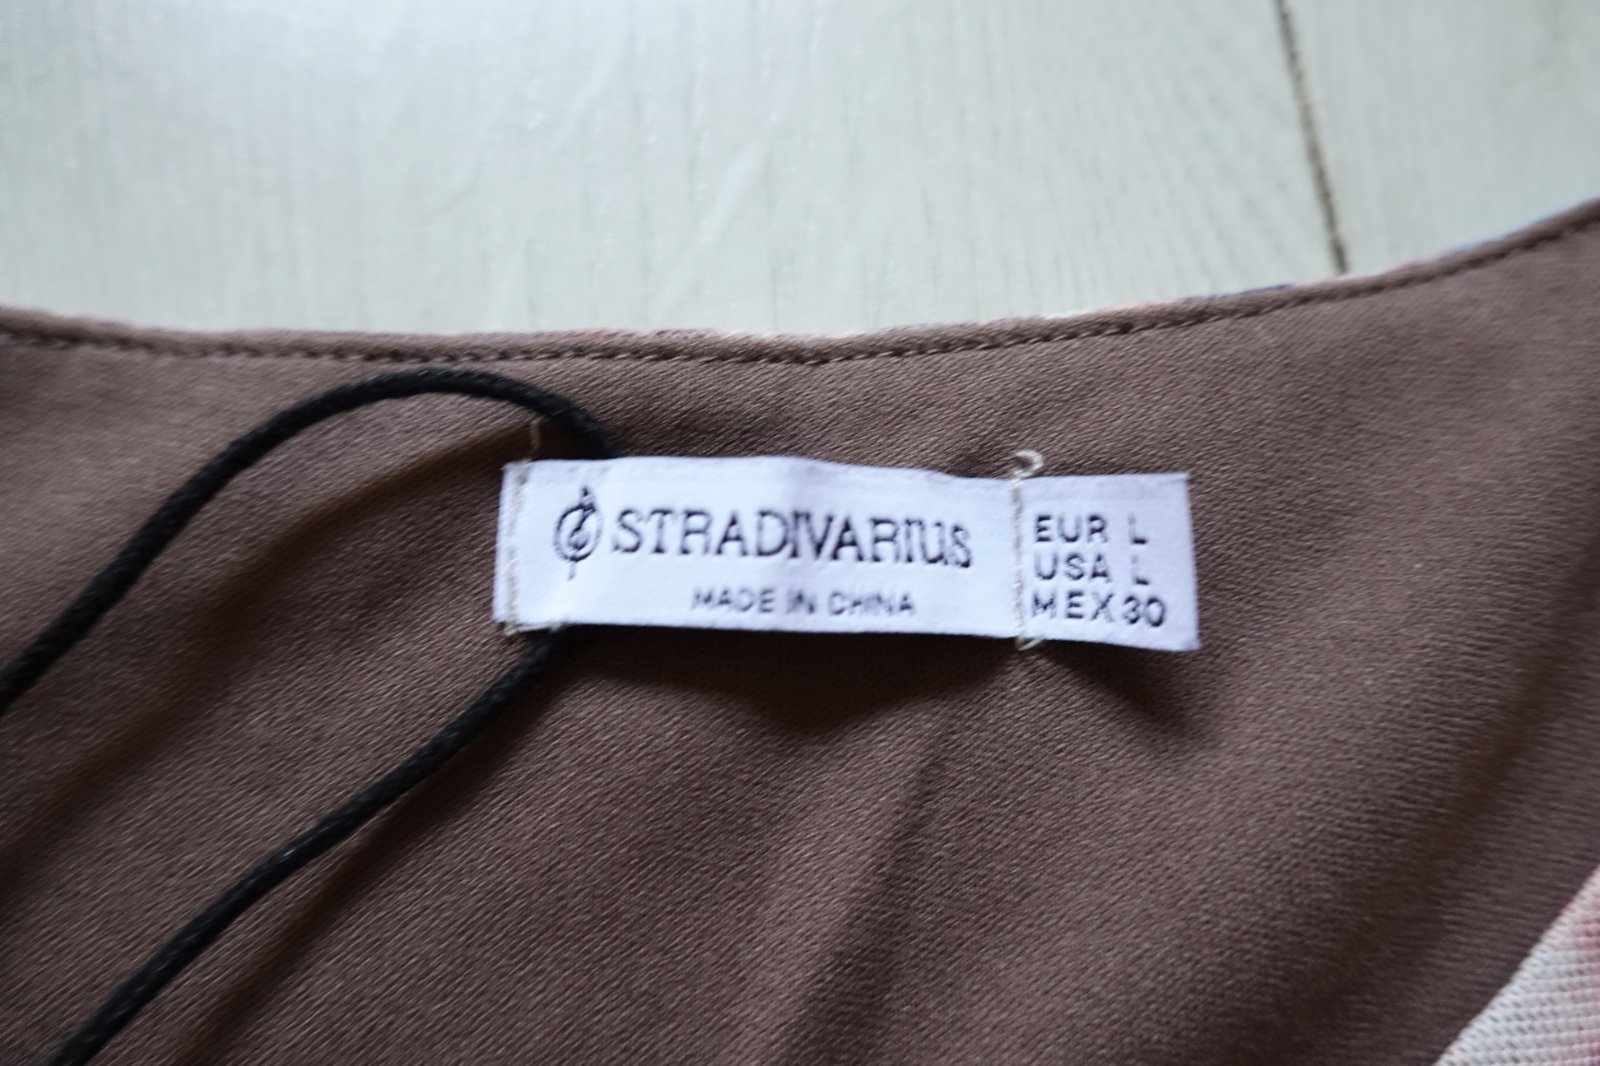 STRADIVARIUS
MADE IN CHINA
EUR L
USA L
MEX 30